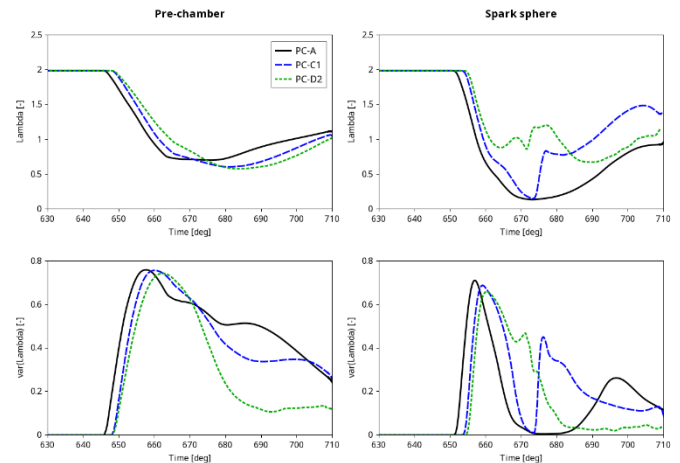 Pre-chamber
Spark sphere
2.5
2
1.5
1
0.5
0
Lambda [-]
630 640 650 660 670 680 690 700 710
Time [deg]
PC-A
PC-C1
PC-D2
2.5
2
1.5
1
0.5
0
Lambda [-]
630 640 650 660 670 680 690 700 710
Time [deg]
0.8
0.6
0.4
0.2
0
var(Lambda) [-]
630 640 650 660 670 680 690 700 710
Time [deg]
0.8
0.6
0.4
0.2
0
var(Lambda) [-]
630 640 650 660 670 680 690 700 710
Time [deg]